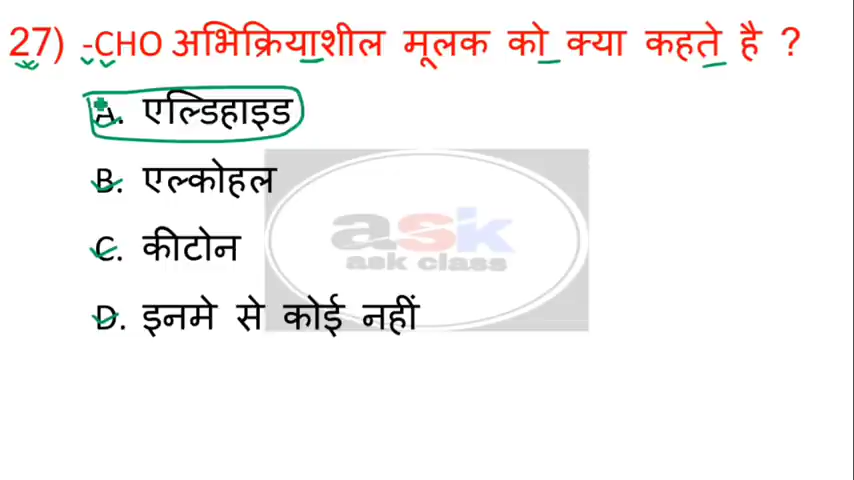 27) -CHO अभिक्रियाशील मूलक को क्या कहते है ?
A. एल्डिहाइड
B. एल्कोहल
ask
ask class
C. कीटोन
D. इनमे से कोई नहीं